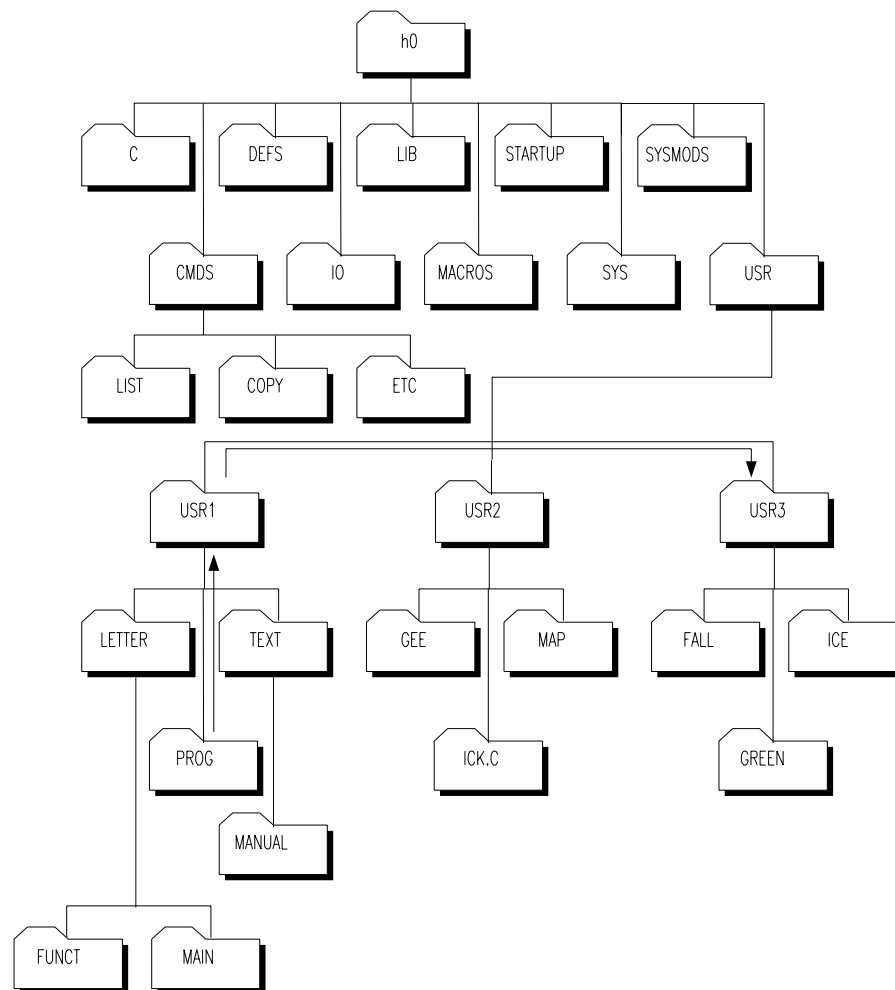 h0
C
DEFS
LIB
STARTUP
SYSMODS
CMDS
IO
MACROS
SYS
USR
LIST
COPY
ETC
USR1
USR2
USR3
LETTER
TEXT
GEE
MAP
FALL
ICE
PROG
ICK.C
GREEN
MANUAL
FUNCT
MAIN